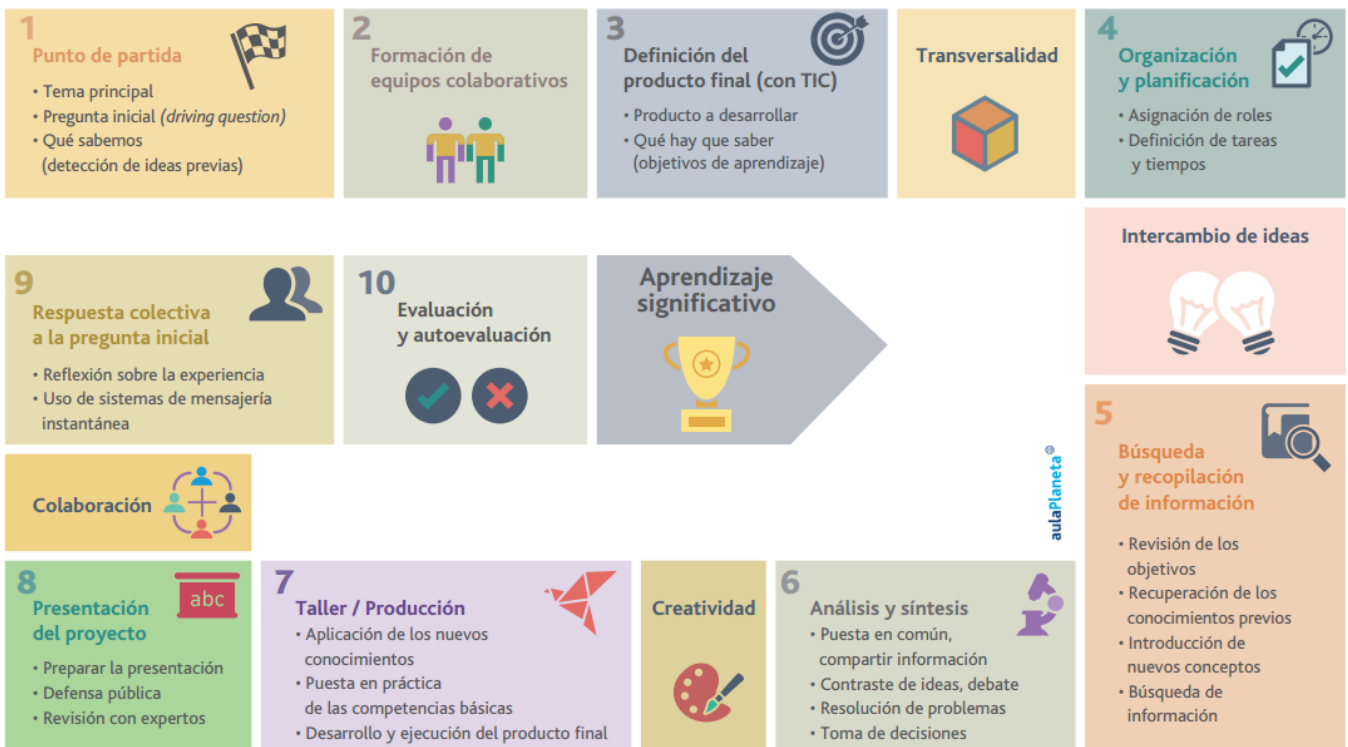 1
Punto de partida
• Tema principal
• Pregunta inicial (driving question)
• Qué sabemos
(detección de ideas previas)
2
Formación de
equipos colaborativos
3
Definición del
producto final (con TIC)
• Producto a desarrollar
• Qué hay que saber
(objetivos de aprendizaje)
Transversalidad
4
Organización
y planificación
• Asignación de roles
• Definición de tareas
y tiempos
Intercambio de ideas
5
Búsqueda
y recopilación
de información
• Revisión de los
objetivos
• Recuperación de los
conocimientos previos
• Introducción de
nuevos conceptos
• Búsqueda de
información
6
Análisis y síntesis
• Puesta en común,
compartir información
• Contraste de ideas, debate
• Resolución de problemas
• Toma de decisiones
Creatividad
7
Taller / Producción
• Aplicación de los nuevos
conocimientos
• Puesta en práctica
de las competencias básicas
• Desarrollo y ejecución del producto final
8
abc
Presentación
del proyecto
• Preparar la presentación
• Defensa pública
• Revisión con expertos
Colaboración
9
Respuesta colectiva
a la pregunta inicial
• Reflexión sobre la experiencia
• Uso de sistemas de mensajería
instantánea
10
Evaluación
y autoevaluación
Aprendizaje
significativo
aulaPlaneta